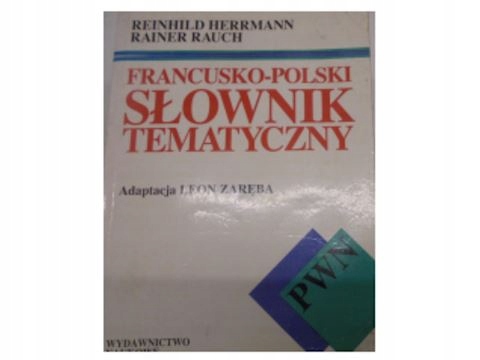 REINHILD HERRMANN
RAINER RAUCH
FRANCUSKO-POLSKI
SŁOWNIK
TEMATYCZNY
Adaptacja LEON ZARĘBA
PWN
WYDAWNICTWO